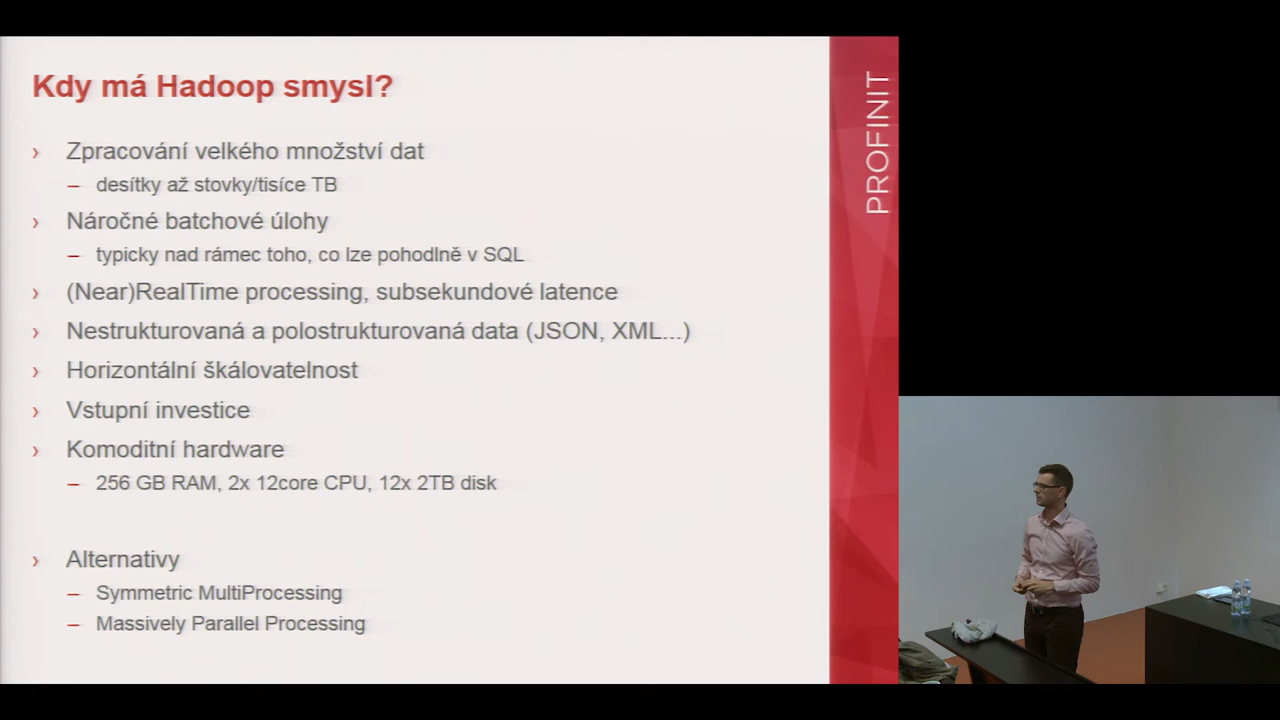 Kdy má Hadoop smysl?
› Zpracování velkého množství dat
– desítky až stovky/tisíce TB
› Náročné batchové úlohy
– typicky nad rámec toho, co lze pohodlně v SQL
› (Near)RealTime processing, subsekundové latence
› Nestrukturovaná a polostrukturovaná data (JSON, XML...)
› Horizontální škálovatelnost
› Vstupní investice
› Komoditní hardware
– 256 GB RAM, 2x 12core CPU, 12x 2TB disk
› Alternativy
– Symmetric MultiProcessing
– Massively Parallel Processing
PROFINIT